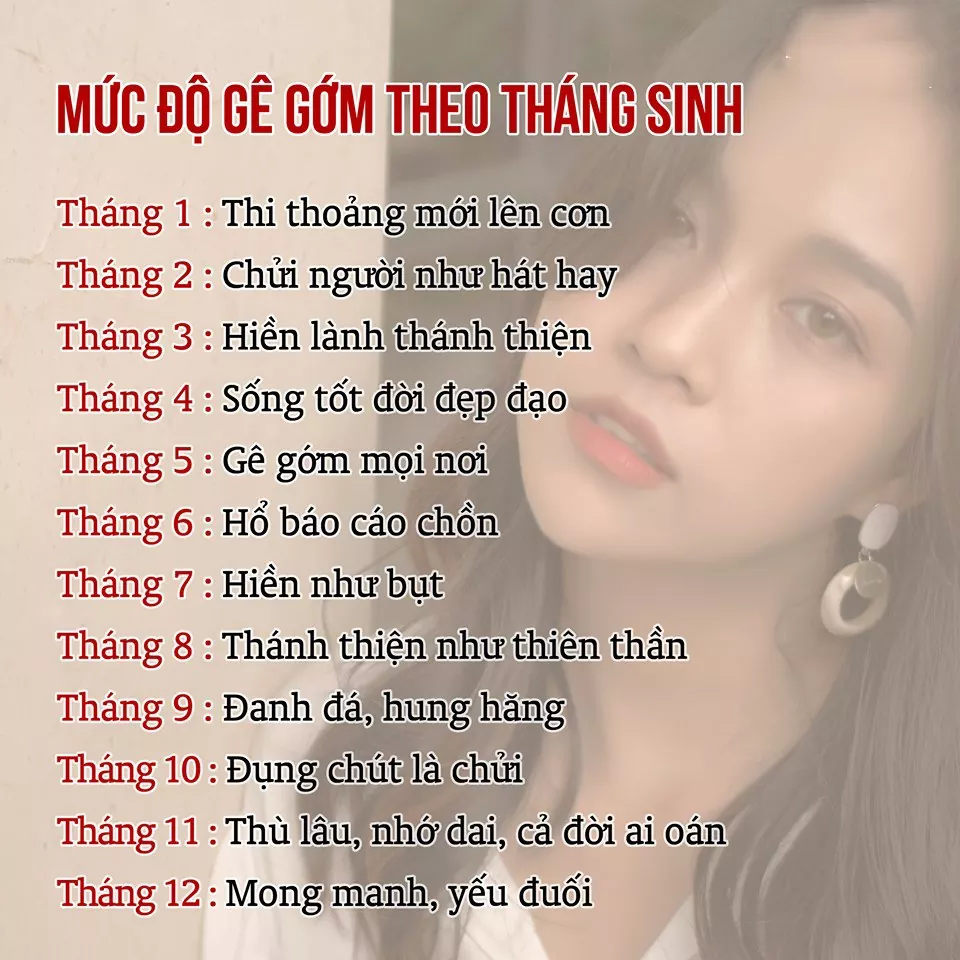 MỨC ĐỘ GÊ GỚM THEO THÁNG SINH
Tháng 1 : Thi thoảng mới lên cơn
Tháng 2 : Chửi người như hát hay
Tháng 3 : Hiền lành thánh thiện
Tháng 4 : Sống tốt đời đẹp đạo
Tháng 5 : Gê gớm mọi nơi
Tháng 6 : Hổ báo cáo chồn
Tháng 7 : Hiền như bụt
Tháng 8 : Thánh thiện như thiên thần
Tháng 9 : Đanh đá, hung hăng
Tháng 10 : Đụng chút là chửi
Tháng 11 : Thù lâu, nhớ dai, cả đời ai oán
Tháng 12 : Mong manh, yếu đuối